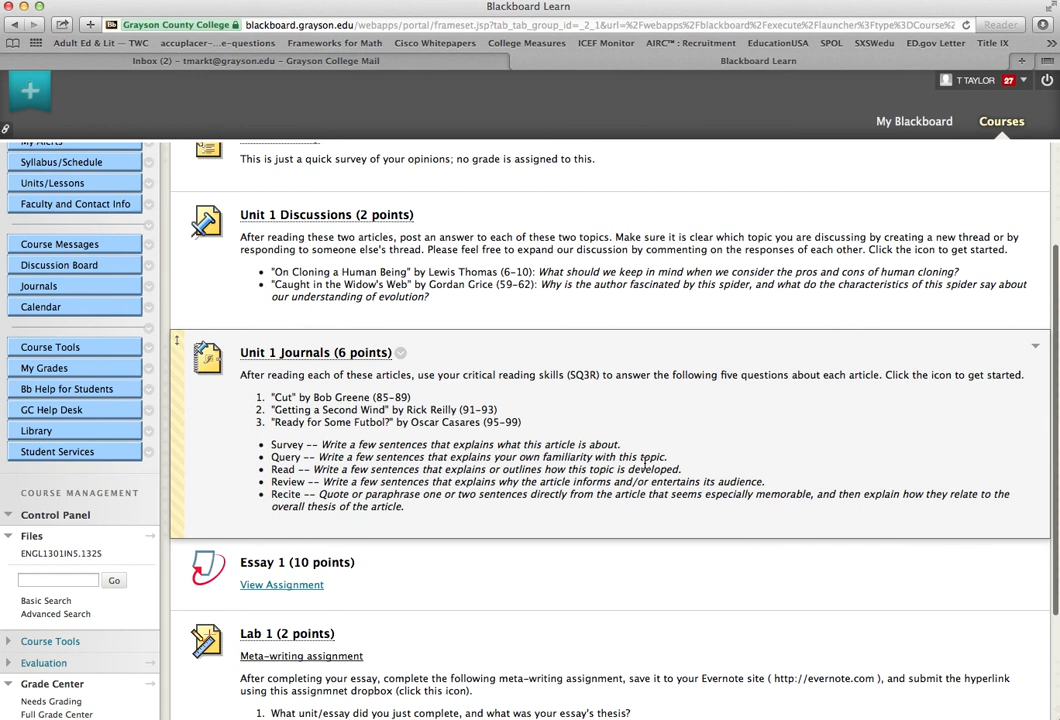 Blackboard Learn
Grayson County College blackboard.grayson.edu/webapps/portal/frameset.jsp?tab_tab_group_id=_2_1&url=%2Fwebapps%2Fblackboard%2Fexecute%2Flauncher%3Ftype%3DCourse Reader
Adult Ed & Lit — TWC accuplacer-...e-questions Frameworks for Math Cisco Whitepapers College Measures ICEF Monitor AIRC™ : Recruitment EducationUSA SPOL SXSWedu ED.gov Letter Title IX
Inbox (2) - tmarkt@grayson.edu - Grayson College Mail Blackboard Learn
T TAYLOR 27
My Blackboard Courses
My Alerts
Syllabus/Schedule
Units/Lessons
Faculty and Contact Info
Course Messages
Discussion Board
Journals
Calendar
Course Tools
My Grades
Bb Help for Students
GC Help Desk
Library
Student Services
COURSE MANAGEMENT
Control Panel
Files
ENGL1301IN5.132S
Go
Basic Search
Advanced Search
Course Tools
Evaluation
Grade Center
Needs Grading
Full Grade Center
This is just a quick survey of your opinions; no grade is assigned to this.
Unit 1 Discussions (2 points)
After reading these two articles, post an answer to each of these two topics. Make sure it is clear which topic you are discussing by creating a new thread or by
responding to someone else's thread. Please feel free to expand our discussion by commenting on the responses of each other. Click the icon to get started.
• "On Cloning a Human Being" by Lewis Thomas (6-10): What should we keep in mind when we consider the pros and cons of human cloning?
• "Caught in the Widow's Web" by Gordan Grice (59-62): Why is the author fascinated by this spider, and what do the characteristics of this spider say about
our understanding of evolution?
Unit 1 Journals (6 points)
After reading each of these articles, use your critical reading skills (SQ3R) to answer the following five questions about each article. Click the icon to get started.
1. "Cut" by Bob Greene (85-89)
2. "Getting a Second Wind" by Rick Reilly (91-93)
3. "Ready for Some Futbol?" by Oscar Casares (95-99)
• Survey -- Write a few sentences that explains what this article is about.
• Query -- Write a few sentences that explains your own familiarity with this topic.
• Read -- Write a few sentences that explains or outlines how this topic is developed.
• Review -- Write a few sentences that explains why the article informs and/or entertains its audience.
• Recite -- Quote or paraphrase one or two sentences directly from the article that seems especially memorable, and then explain how they relate to the
overall thesis of the article.
Essay 1 (10 points)
View Assignment
Lab 1 (2 points)
Meta-writing assignment
After completing your essay, complete the following meta-writing assignment, save it to your Evernote site ( http://evernote.com ), and submit the hyperlink
using this assignmnet dropbox (click this icon).
1. What unit/essay did you just complete, and what was your essay's thesis?